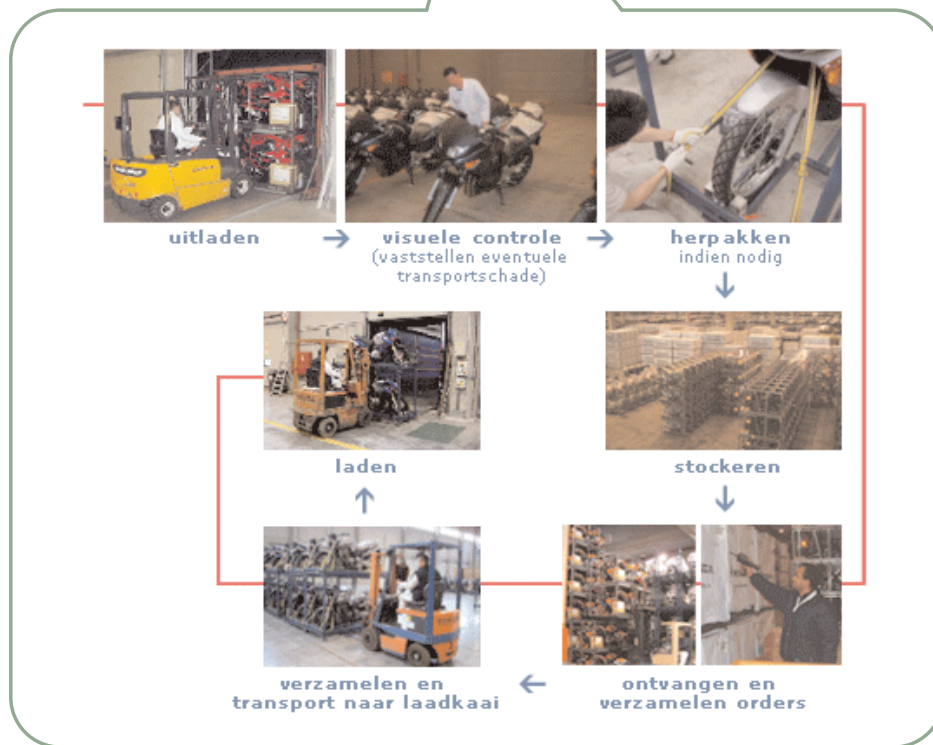 uitladen
visuele controle
(vaststellen eventuele
transportschade)
herpakken
indien nodig
stockeren
ontvangen en
verzamelen orders
verzamelen en
transport naar laadkaai
laden